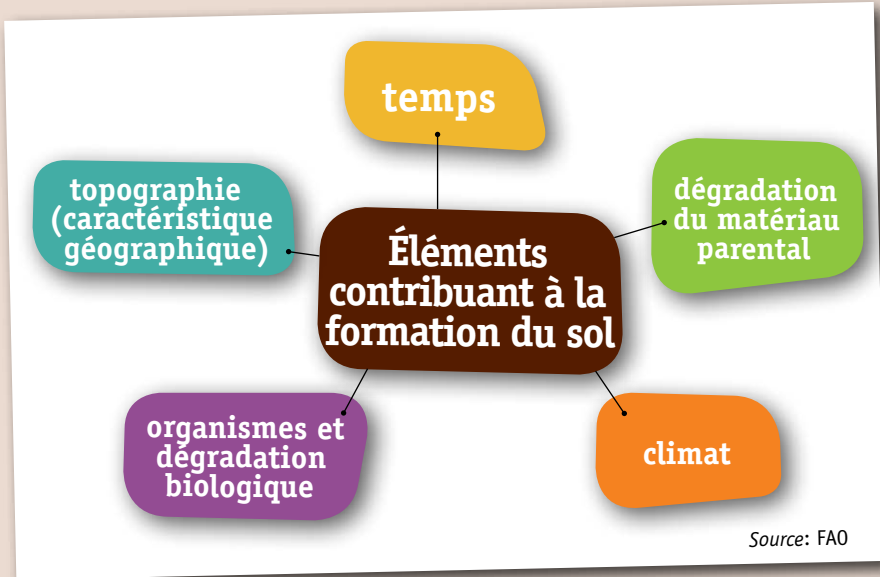 temps
topographie
(caractéristique
géographique)
dégradation
du matériau
parental
Éléments
contribuant à la
formation du sol
organismes et
dégradation
biologique
climat
Source: FAO